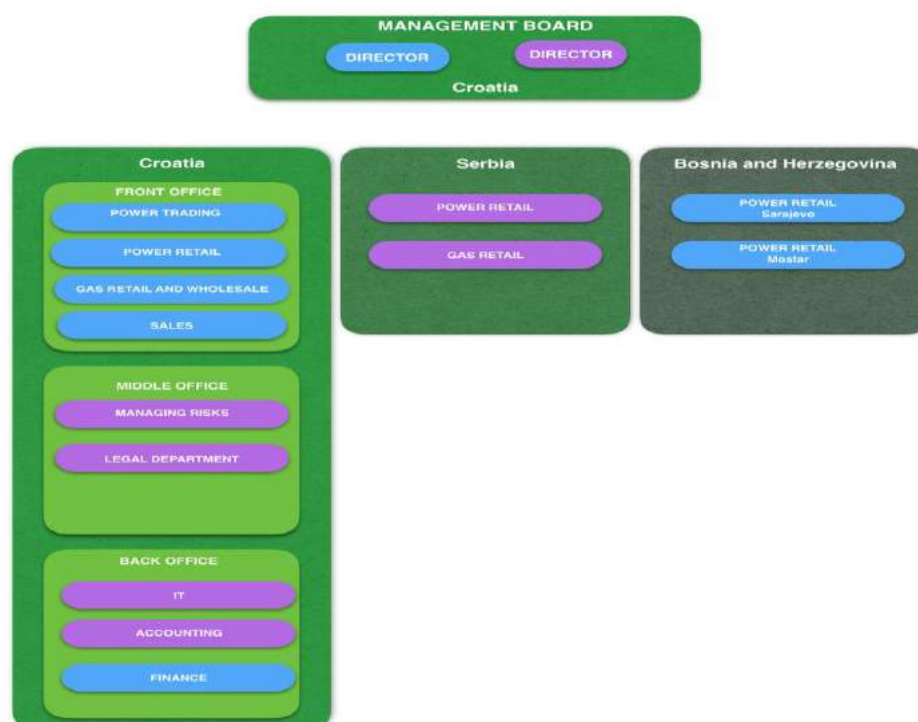 MANAGEMENT BOARD
DIRECTOR
DIRECTOR
Croatia
Croatia
FRONT OFFICE
POWER TRADING
POWER RETAIL
GAS RETAIL AND WHOLESALE
SALES
MIDDLE OFFICE
MANAGING RISKS
LEGAL DEPARTMENT
BACK OFFICE
IT
ACCOUNTING
FINANCE
Serbia
POWER RETAIL
GAS RETAIL
Bosnia and Herzegovina
POWER RETAIL
Sarajevo
POWER RETAIL
Mostar